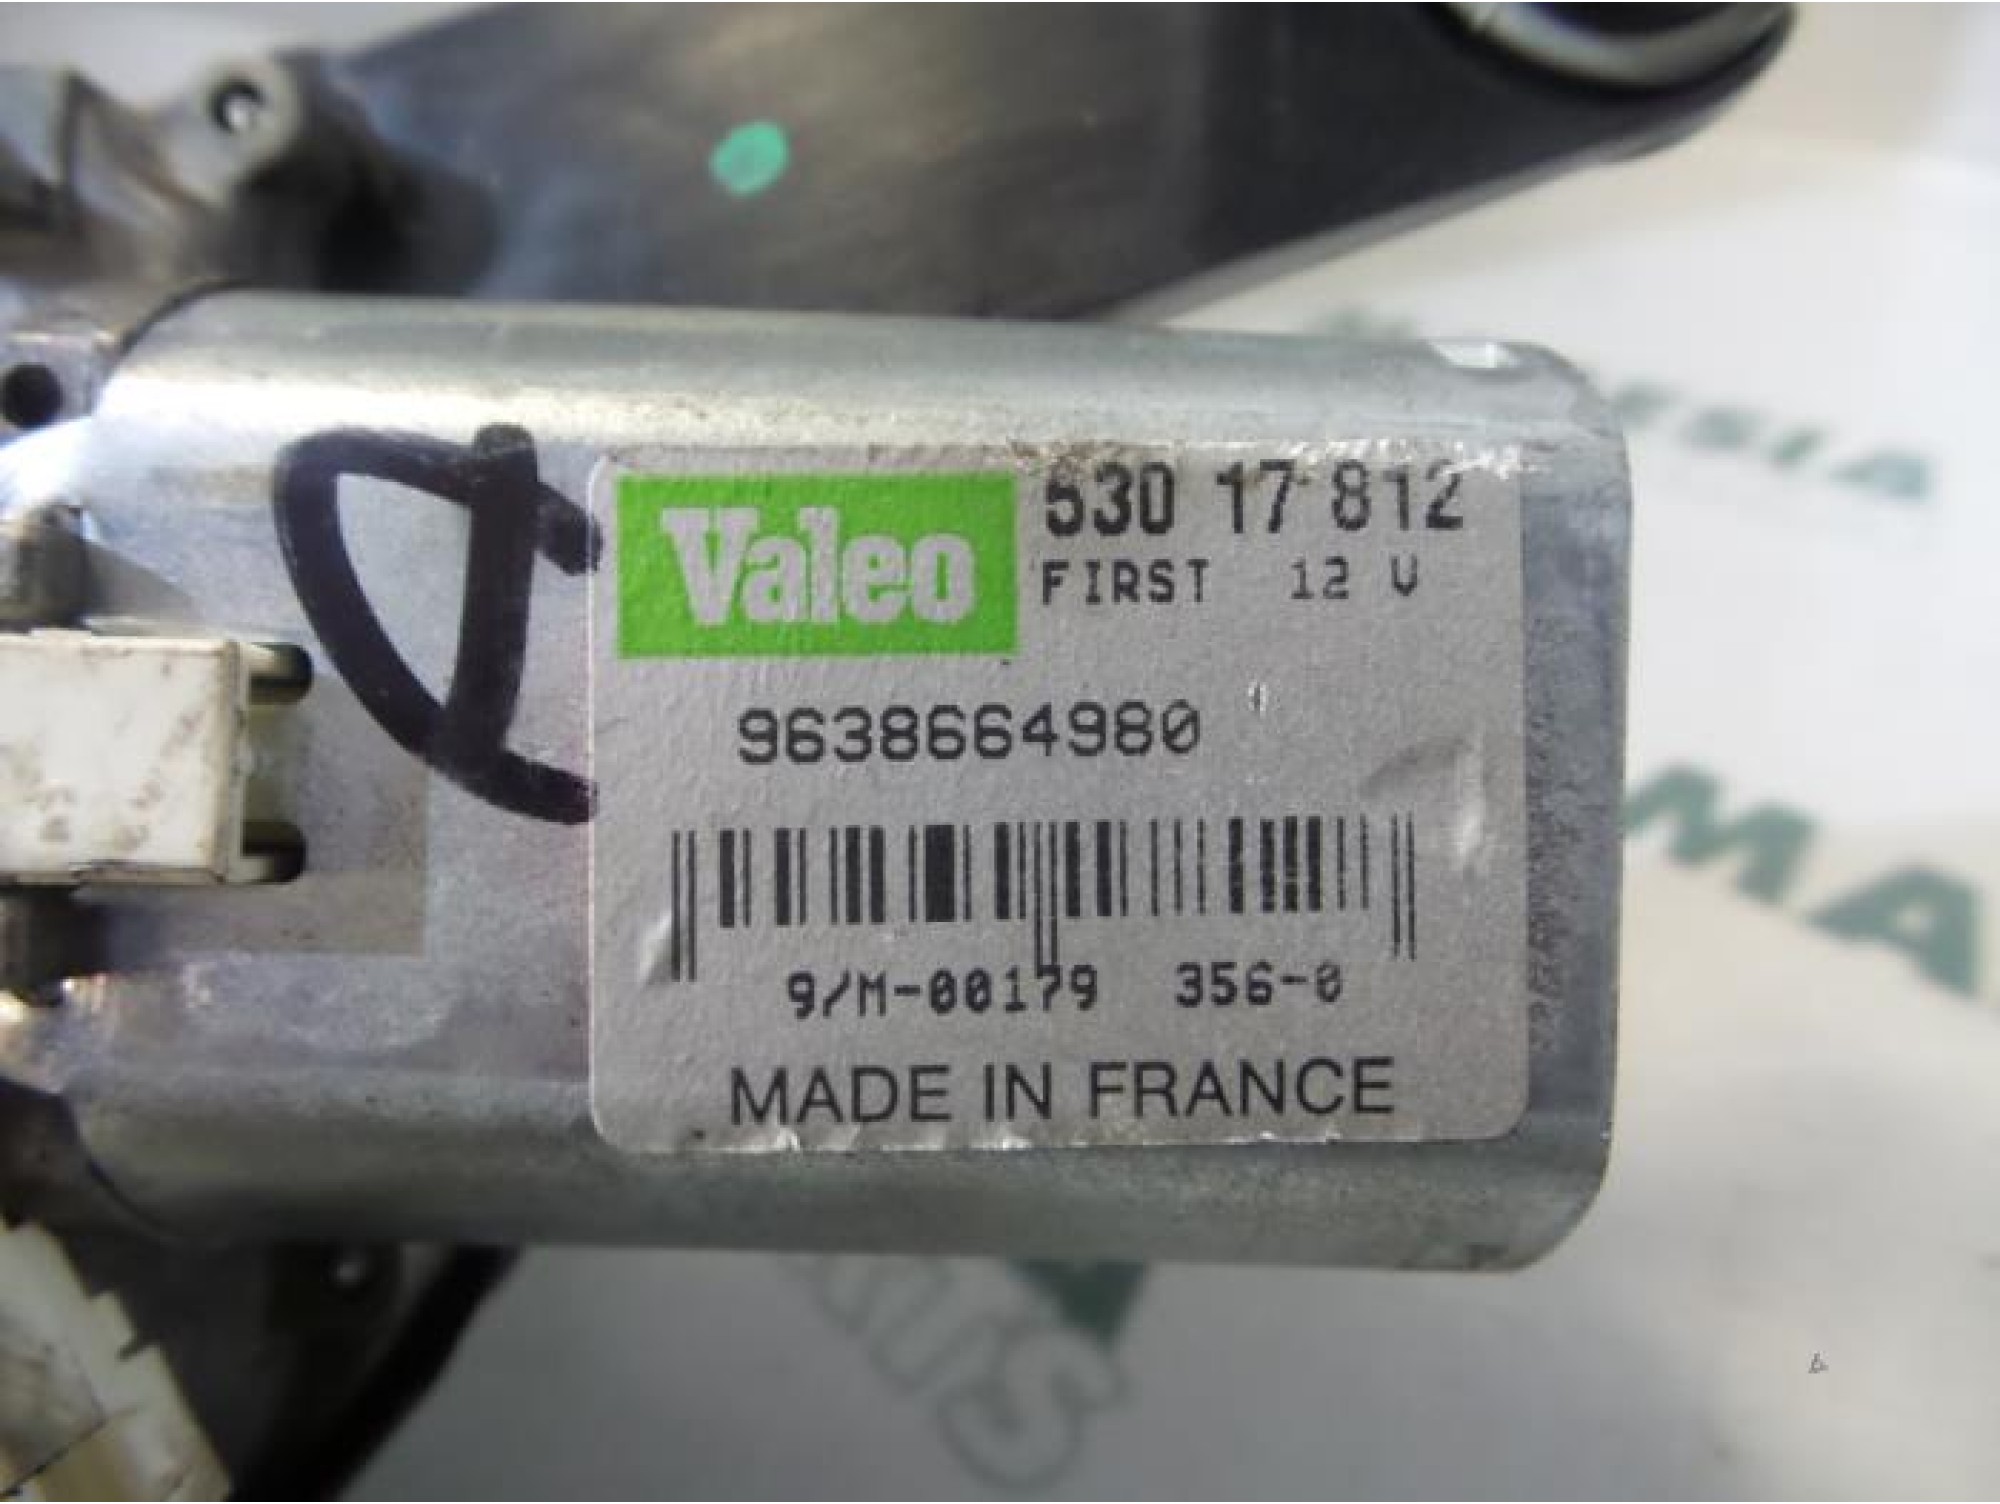 Valeo
530 17 812
FIRST 12 V
9638664980
9/M-00179 356-0
MADE IN FRANCE